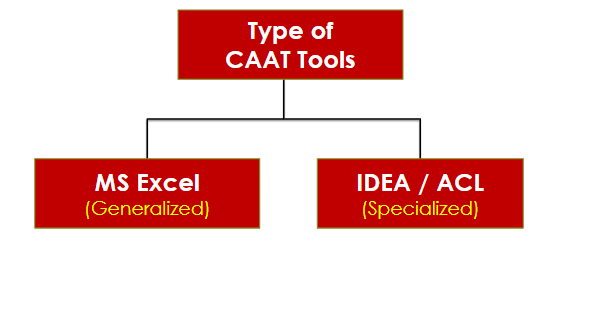 Type of
CAAT Tools
MS Excel
(Generalized)
IDEA / ACL
(Specialized)